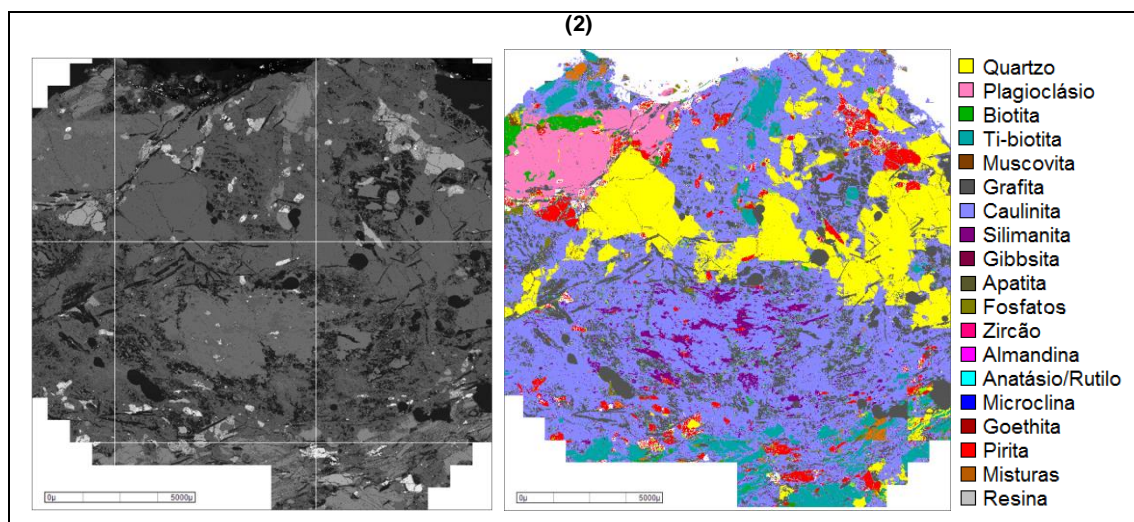 (2)
Quartzo
Plagioclásio
Biotita
Ti-biotita
Muscovita
Grafita
Caulinita
Silimanita
Gibbsita
Apatita
Fosfatos
Zircão
Almandina
Anatásio/Rutilo
Microclina
Goethita
Pirita
Misturas
Resina
0µ 5000µ
0µ 5000µ